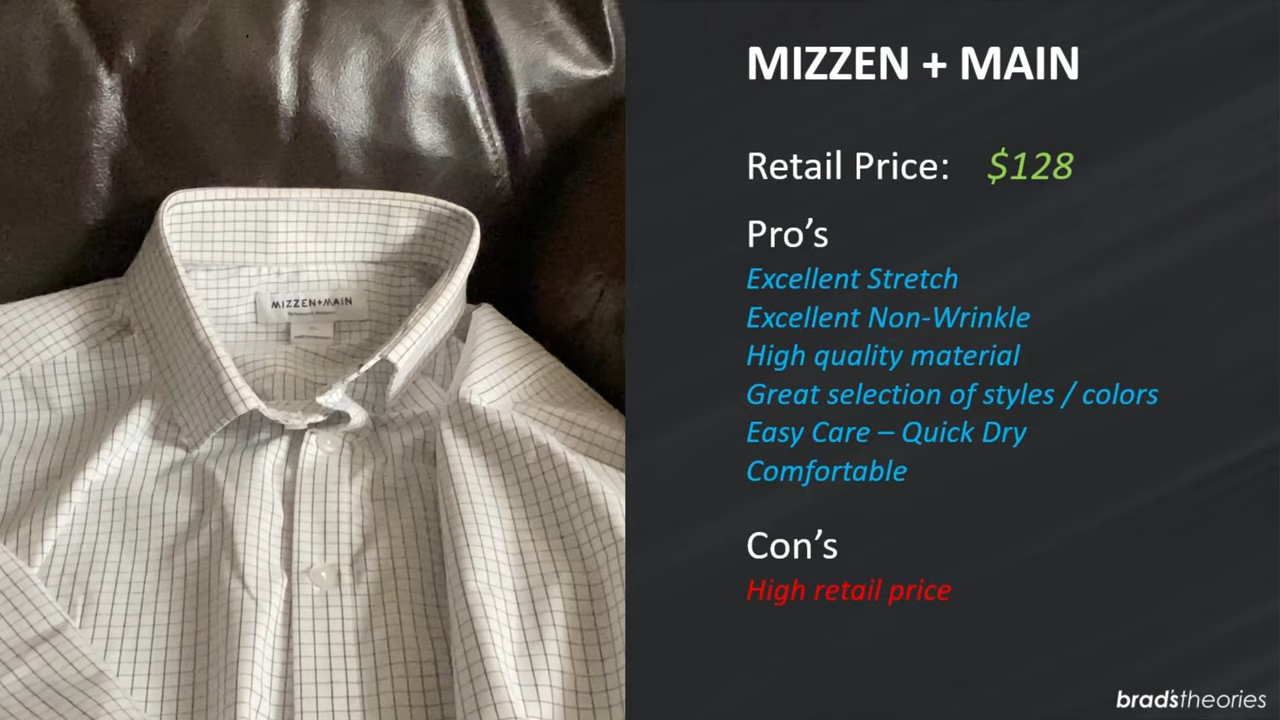 MIZZEN+MAIN
MIZZEN + MAIN
Retail Price: $128
Pro’s
Excellent Stretch
Excellent Non-Wrinkle
High quality material
Great selection of styles / colors
Easy Care – Quick Dry
Comfortable
Con’s
High retail price
brad'stheories